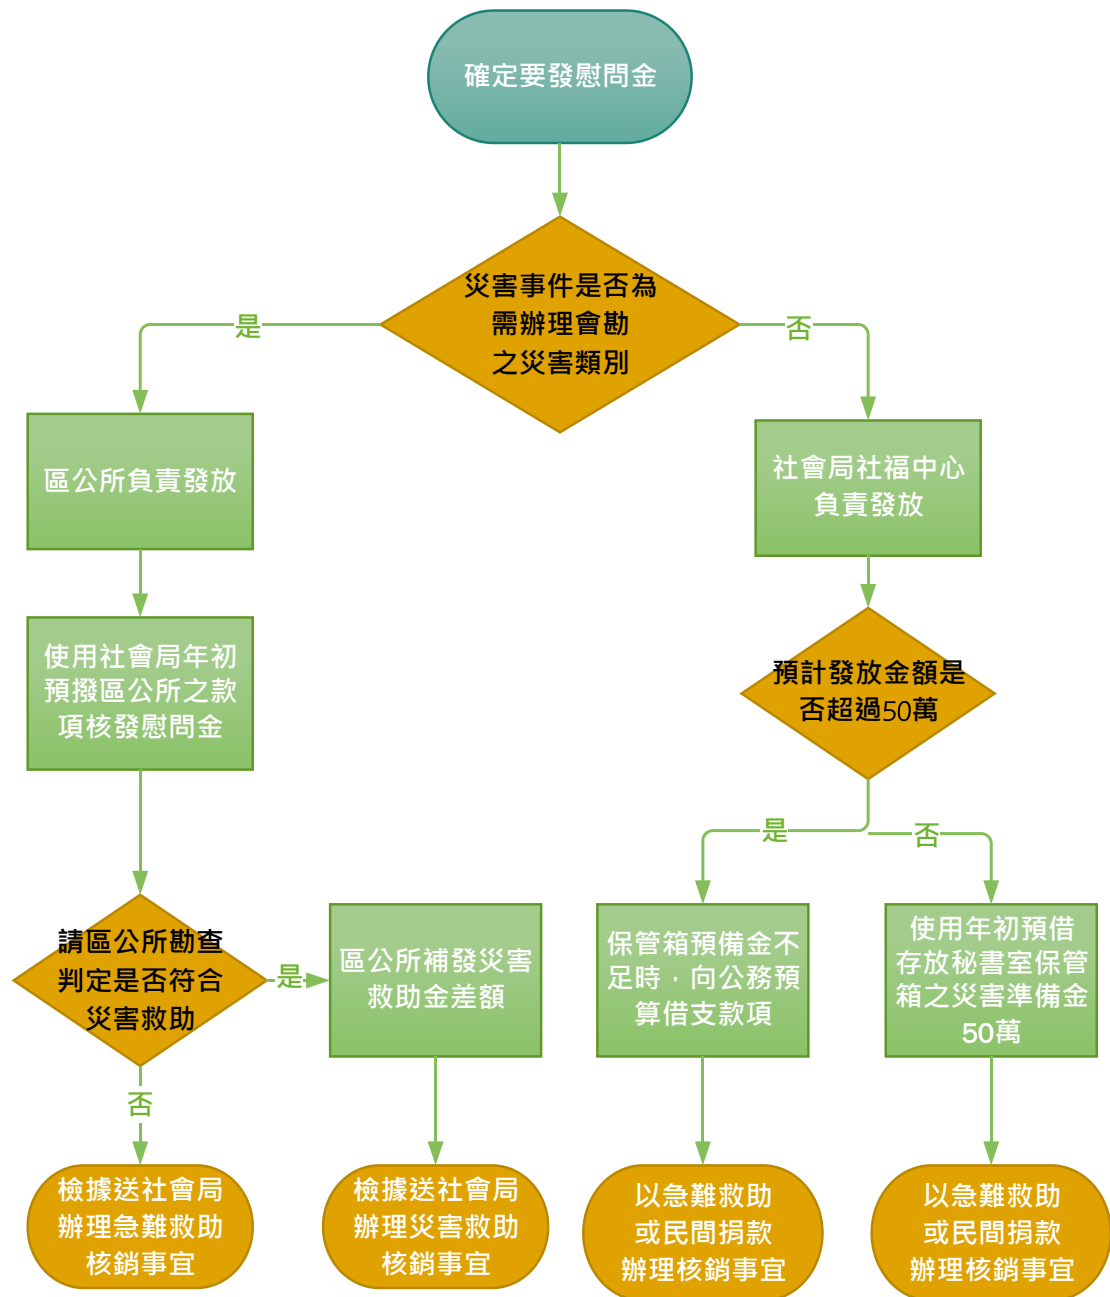 確定要發慰問金
災害事件是否為
需辦理會勘
之災害類別
是
否
區公所負責發放
社會局社福中心
負責發放
使用社會局年初
預撥區公所之款
項核發慰問金
預計發放金額是
否超過50萬
是
否
請區公所勘查
判定是否符合
災害救助
是
區公所補發災害
救助金差額
保管箱預備金不
足時，向公務預
算借支款項
使用年初預借
存放秘書室保管
箱之災害準備金
50萬
否
檢據送社會局
辦理急難救助
核銷事宜
檢據送社會局
辦理災害救助
核銷事宜
以急難救助
或民間捐款
辦理核銷事宜
以急難救助
或民間捐款
辦理核銷事宜